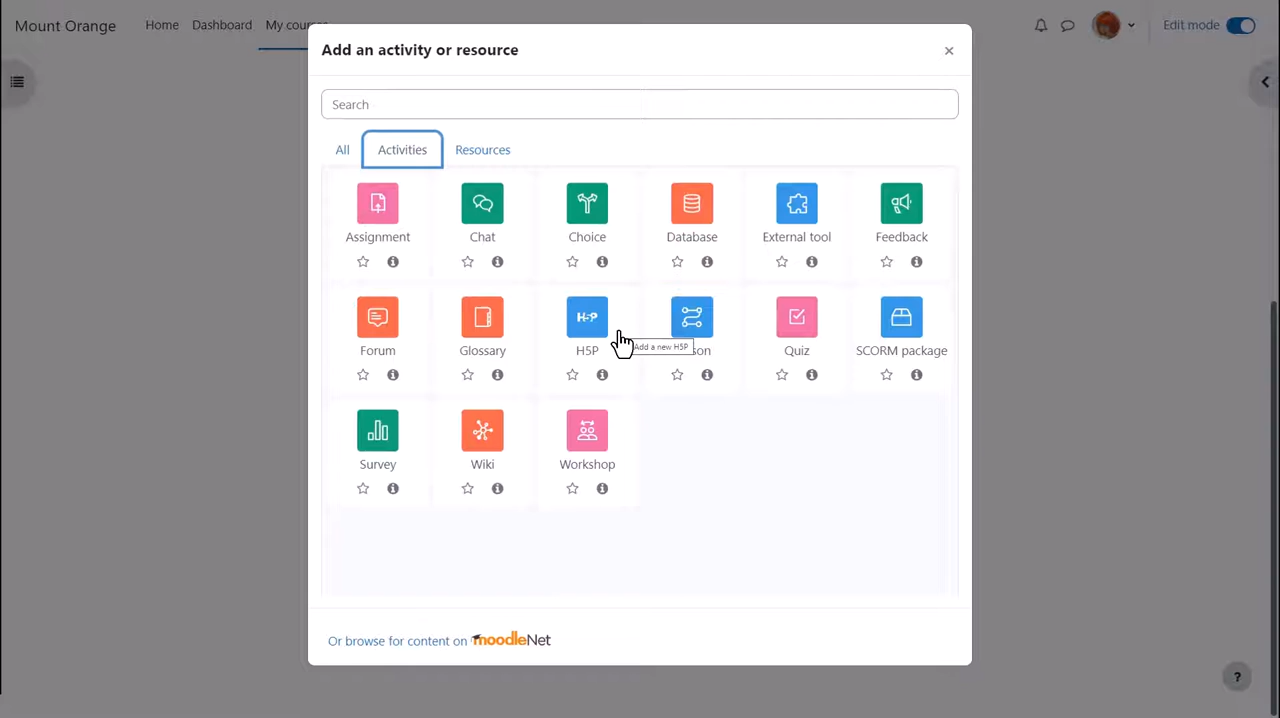 Mount Orange
Home Dashboard My
Edit mode
Add an activity or resource
×
Search
All Activities Resources
Assignment Chat Choice Database External tool Feedback
H5P
Forum Glossary H5P Quiz SCORM package
Add a new H5P
Survey Wiki Workshop
Or browse for content on moodleNet
?